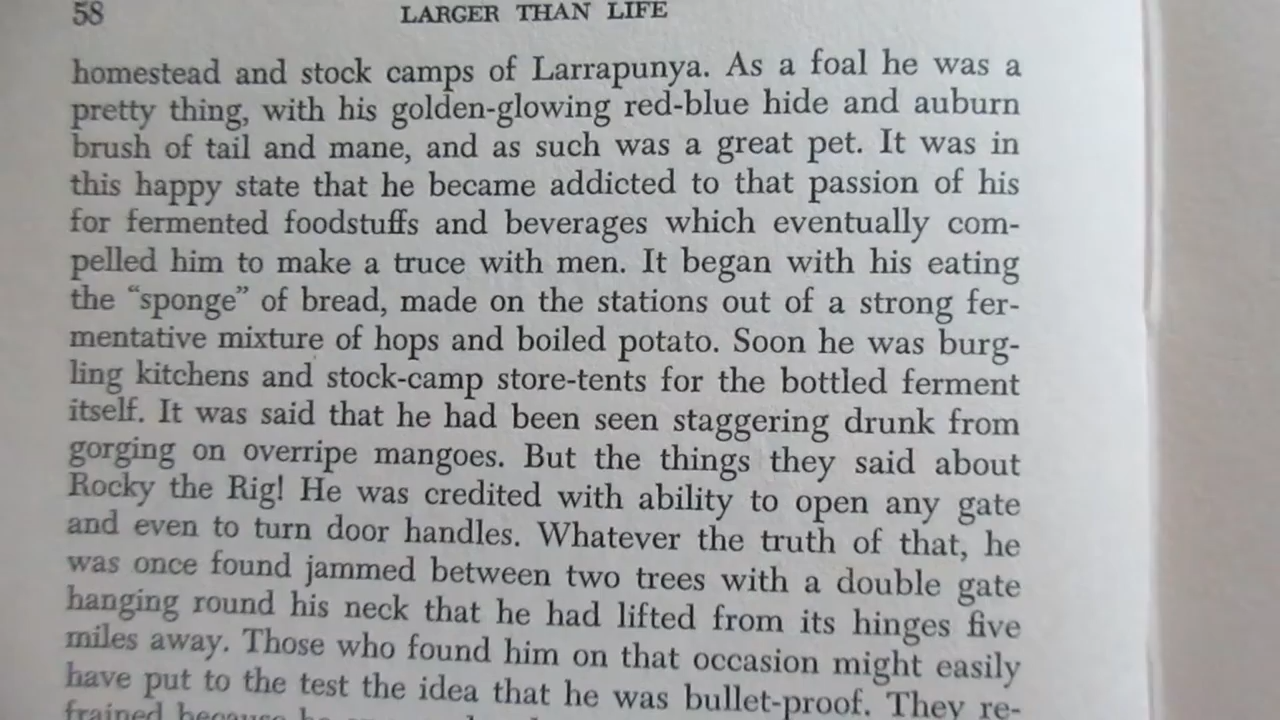 58 LARGER THAN LIFE
homestead and stock camps of Larrapunya. As a foal he was a
pretty thing, with his golden-glowing red-blue hide and auburn
brush of tail and mane, and as such was a great pet. It was in
this happy state that he became addicted to that passion of his
for fermented foodstuffs and beverages which eventually com-
pelled him to make a truce with men. It began with his eating
the “sponge” of bread, made on the stations out of a strong fer-
mentative mixture of hops and boiled potato. Soon he was burg-
ling kitchens and stock-camp store-tents for the bottled ferment
itself. It was said that he had been seen staggering drunk from
gorging on overripe mangoes. But the things they said about
Rocky the Rig! He was credited with ability to open any gate
and even to turn door handles. Whatever the truth of that, he
was once found jammed between two trees with a double gate
hanging round his neck that he had lifted from its hinges five
miles away. Those who found him on that occasion might easily
have put to the test the idea that he was bullet-proof. They re-
frained because he